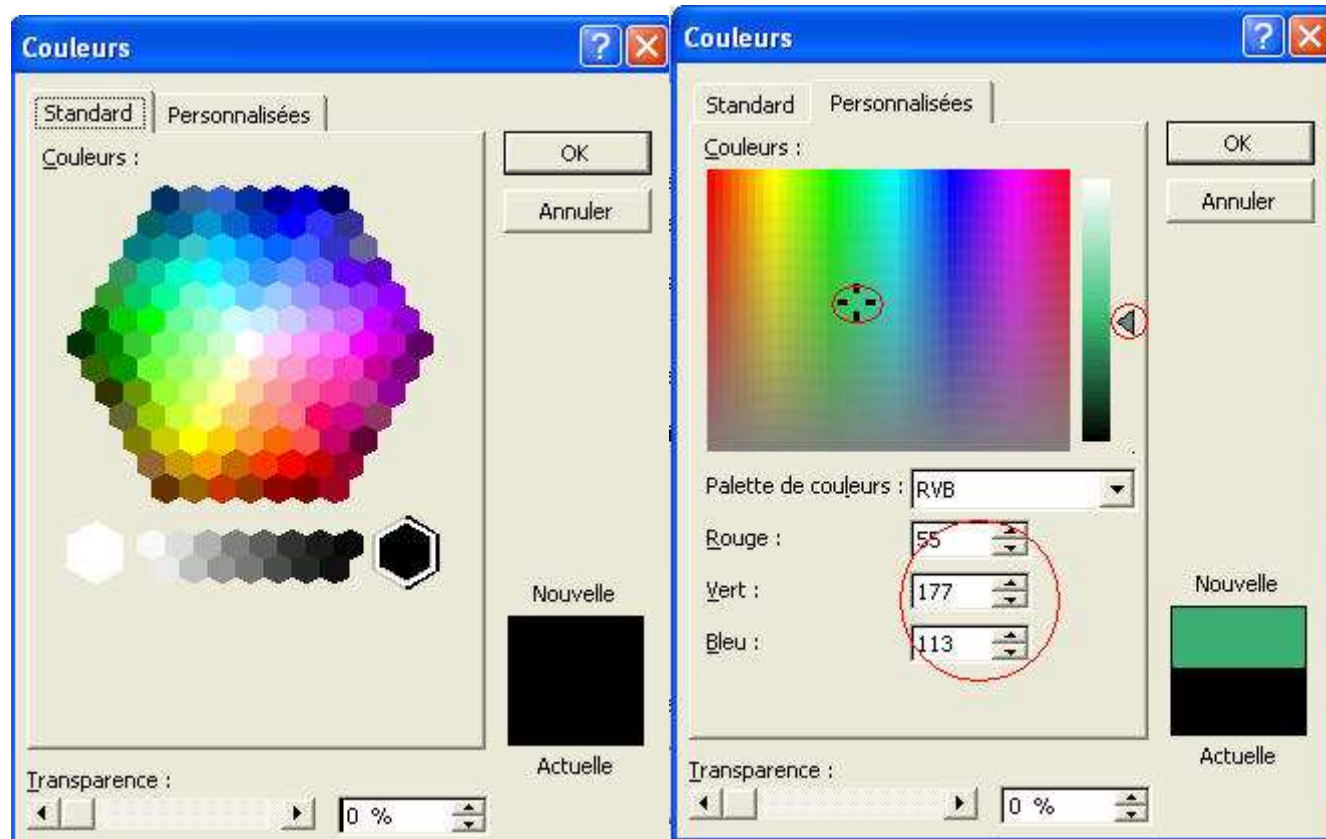 Couleurs
Standard Personnalisées
Couleurs :
OK
Annuler
Nouvelle
Actuelle
Transparence :
0 %
Couleurs
Standard Personnalisées
Couleurs :
OK
Annuler
Palette de couleurs : RVB
Rouge : 55
Vert : 177
Bleu : 113
Nouvelle
Actuelle
Transparence :
0 %